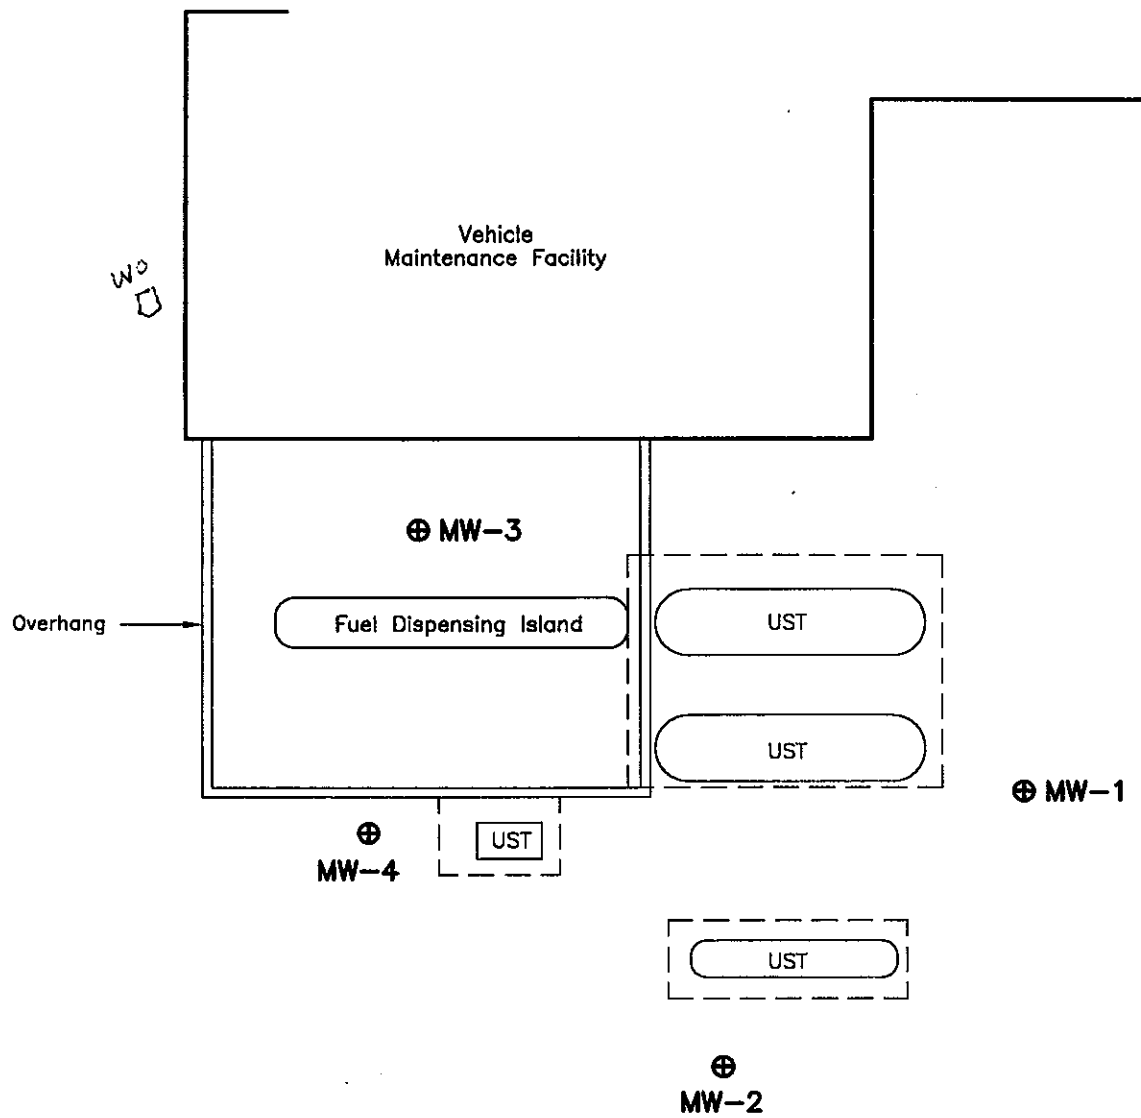 Vehicle
Maintenance Facility
WO
MW-3
Overhang
Fuel Dispensing Island
UST
UST
MW-1
UST
MW-4
UST
MW-2